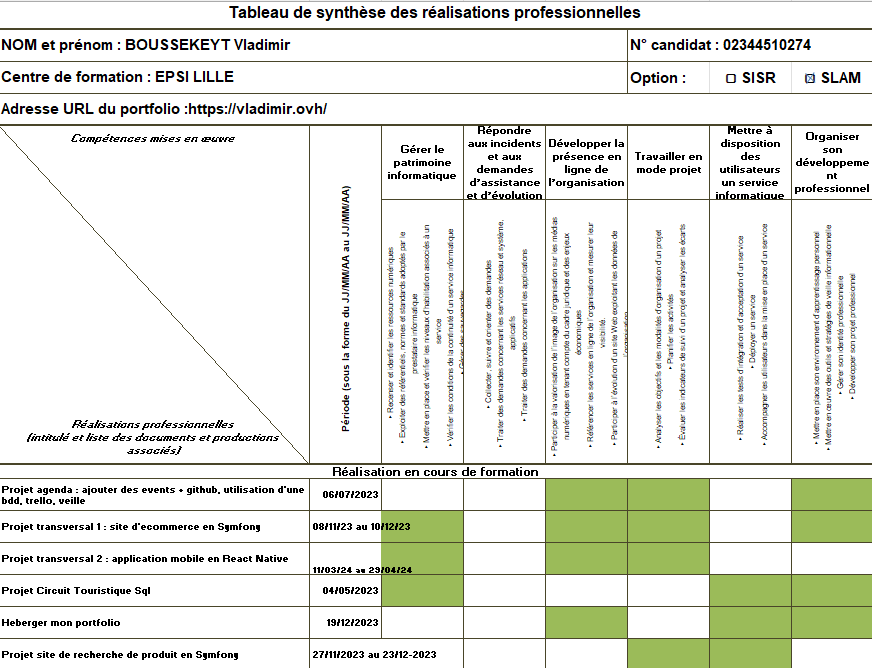 Tableau de synthèse des réalisations professionnelles
NOM et prénom : BOUSSEKEYT Vladimir
N° candidat : 02344510274
Centre de formation : EPSI LILLE
Option :
SISR
SLAM
Adresse URL du portfolio :https://vladimir.ovh/
Compétences mises en œuvre
Réalisations professionnelles
(intitulé et liste des documents et productions
associés)
Période (sous la forme du JJ/MM/AA au JJ/MM/AA)
Gérer le
patrimoine
informatique
Répondre
aux incidents
et aux
demandes
d'assistance
et d'évolution
Développer la
présence en
ligne de
l'organisation
Travailler en
mode projet
Mettre à
disposition
des
utilisateurs
un service
informatique
Organiser
son
développeme
nt
professionnel
• Recenser et identifier les ressources numériques
• Exploiter des référentiels, normes et standards adoptés par le
prestataire informatique
• Mettre en place et vérifier les niveaux d'habilitation associés à un
service
• Vérifier les conditions de la continuité d'un service informatique
• Gérer des sauvegardes
• Collecter, suivre et orienter des demandes
• Traiter des demandes concernant les services réseau et système,
applicatifs
• Traiter des demandes concernant les applications
• Participer à la valorisation de l'image de l'organisation sur les médias
numériques en tenant compte du cadre juridique et des enjeux
économiques
• Référencer les services en ligne de l'organisation et mesurer leur
visibilité.
• Participer à l'évolution d'un site Web exploitant les données de
l'organisation
• Analyser les objectifs et les modalités d'organisation d'un projet
• Planifier les activités
• Évaluer les indicateurs de suivi d'un projet et analyser les écarts
• Réaliser les tests d'intégration et d'acceptation d'un service
• Déployer un service
• Accompagner les utilisateurs dans la mise en place d'un service
• Mettre en place son environnement d'apprentissage personnel
• Mettre en œuvre des outils et stratégies de veille informationnelle
• Gérer son identité professionnelle
• Développer son projet professionnel
Réalisation en cours de formation
Projet agenda : ajouter des events + github, utilisation d'une
bdd, trello, veille
06/07/2023
Projet transversal 1 : site d'ecommerce en Symfony
08/11/23 au 10/12/23
Projet transversal 2 : application mobile en React Native
11/03/24 au 29/04/24
Projet Circuit Touristique Sql
04/05/2023
Heberger mon portfolio
19/12/2023
Projet site de recherche de produit en Symfony
27/11/2023 au 23/12-2023